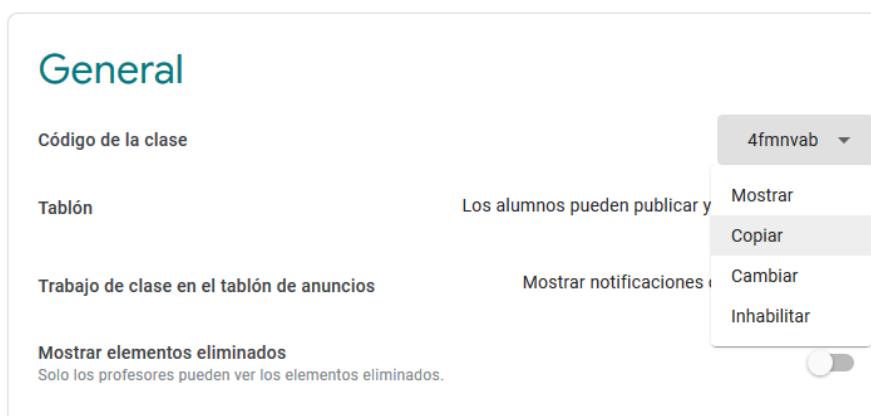 General
Código de la clase
4fmnvab
Mostrar
Tablón
Los alumnos pueden publicar y
Copiar
Cambiar
Trabajo de clase en el tablón de anuncios
Mostrar notificaciones
Inhabilitar
Mostrar elementos eliminados
Solo los profesores pueden ver los elementos eliminados.